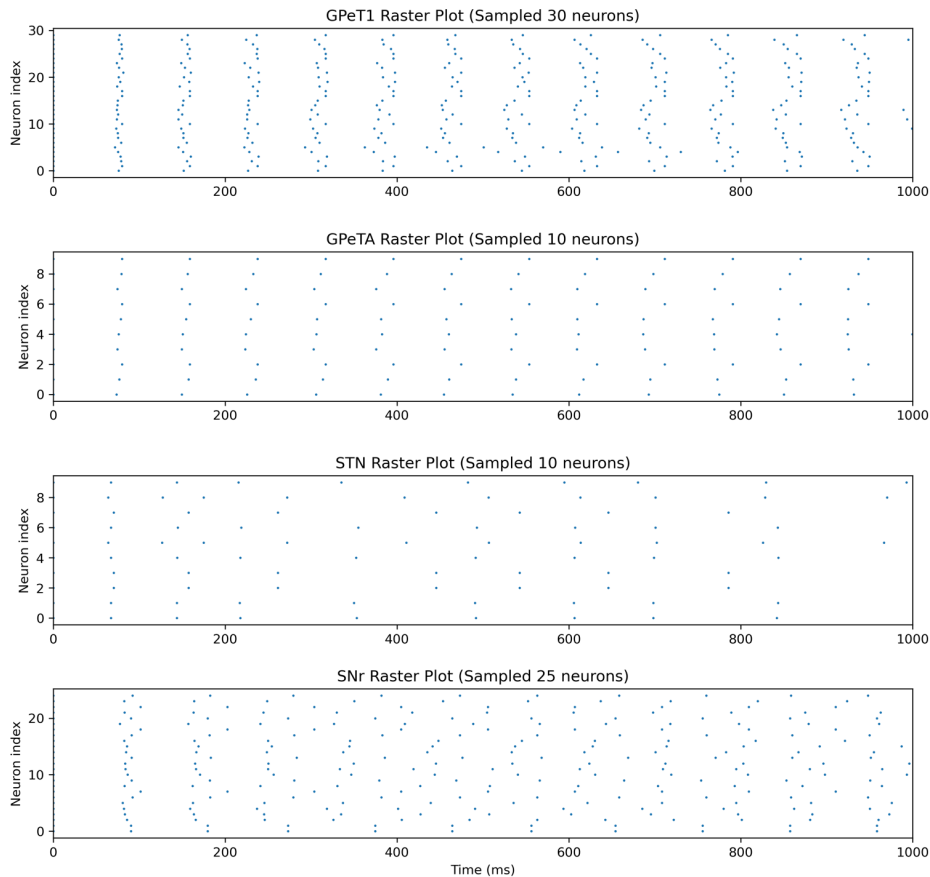 GPeT1 Raster Plot (Sampled 30 neurons)
Neuron index
30
20
10
0
0 200 400 600 800 1000
GPeTA Raster Plot (Sampled 10 neurons)
Neuron index
8
6
4
2
0
0 200 400 600 800 1000
STN Raster Plot (Sampled 10 neurons)
Neuron index
8
6
4
2
0
0 200 400 600 800 1000
SNr Raster Plot (Sampled 25 neurons)
Neuron index
20
10
0
0 200 400 600 800 1000
Time (ms)